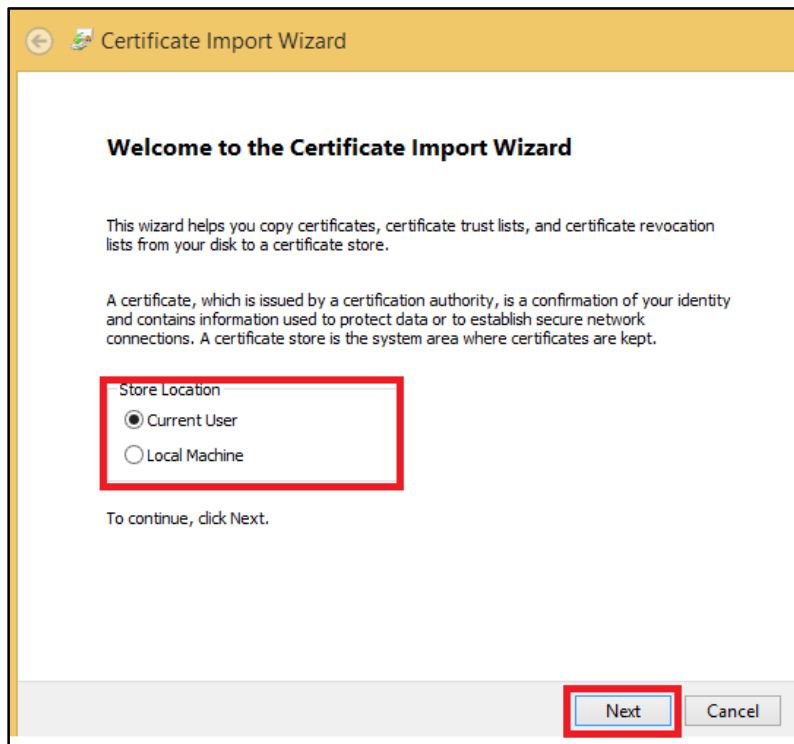 Certificate Import Wizard
Welcome to the Certificate Import Wizard
This wizard helps you copy certificates, certificate trust lists, and certificate revocation
lists from your disk to a certificate store.
A certificate, which is issued by a certification authority, is a confirmation of your identity
and contains information used to protect data or to establish secure network
connections. A certificate store is the system area where certificates are kept.
Store Location
Current User
Local Machine
To continue, click Next.
Next Cancel